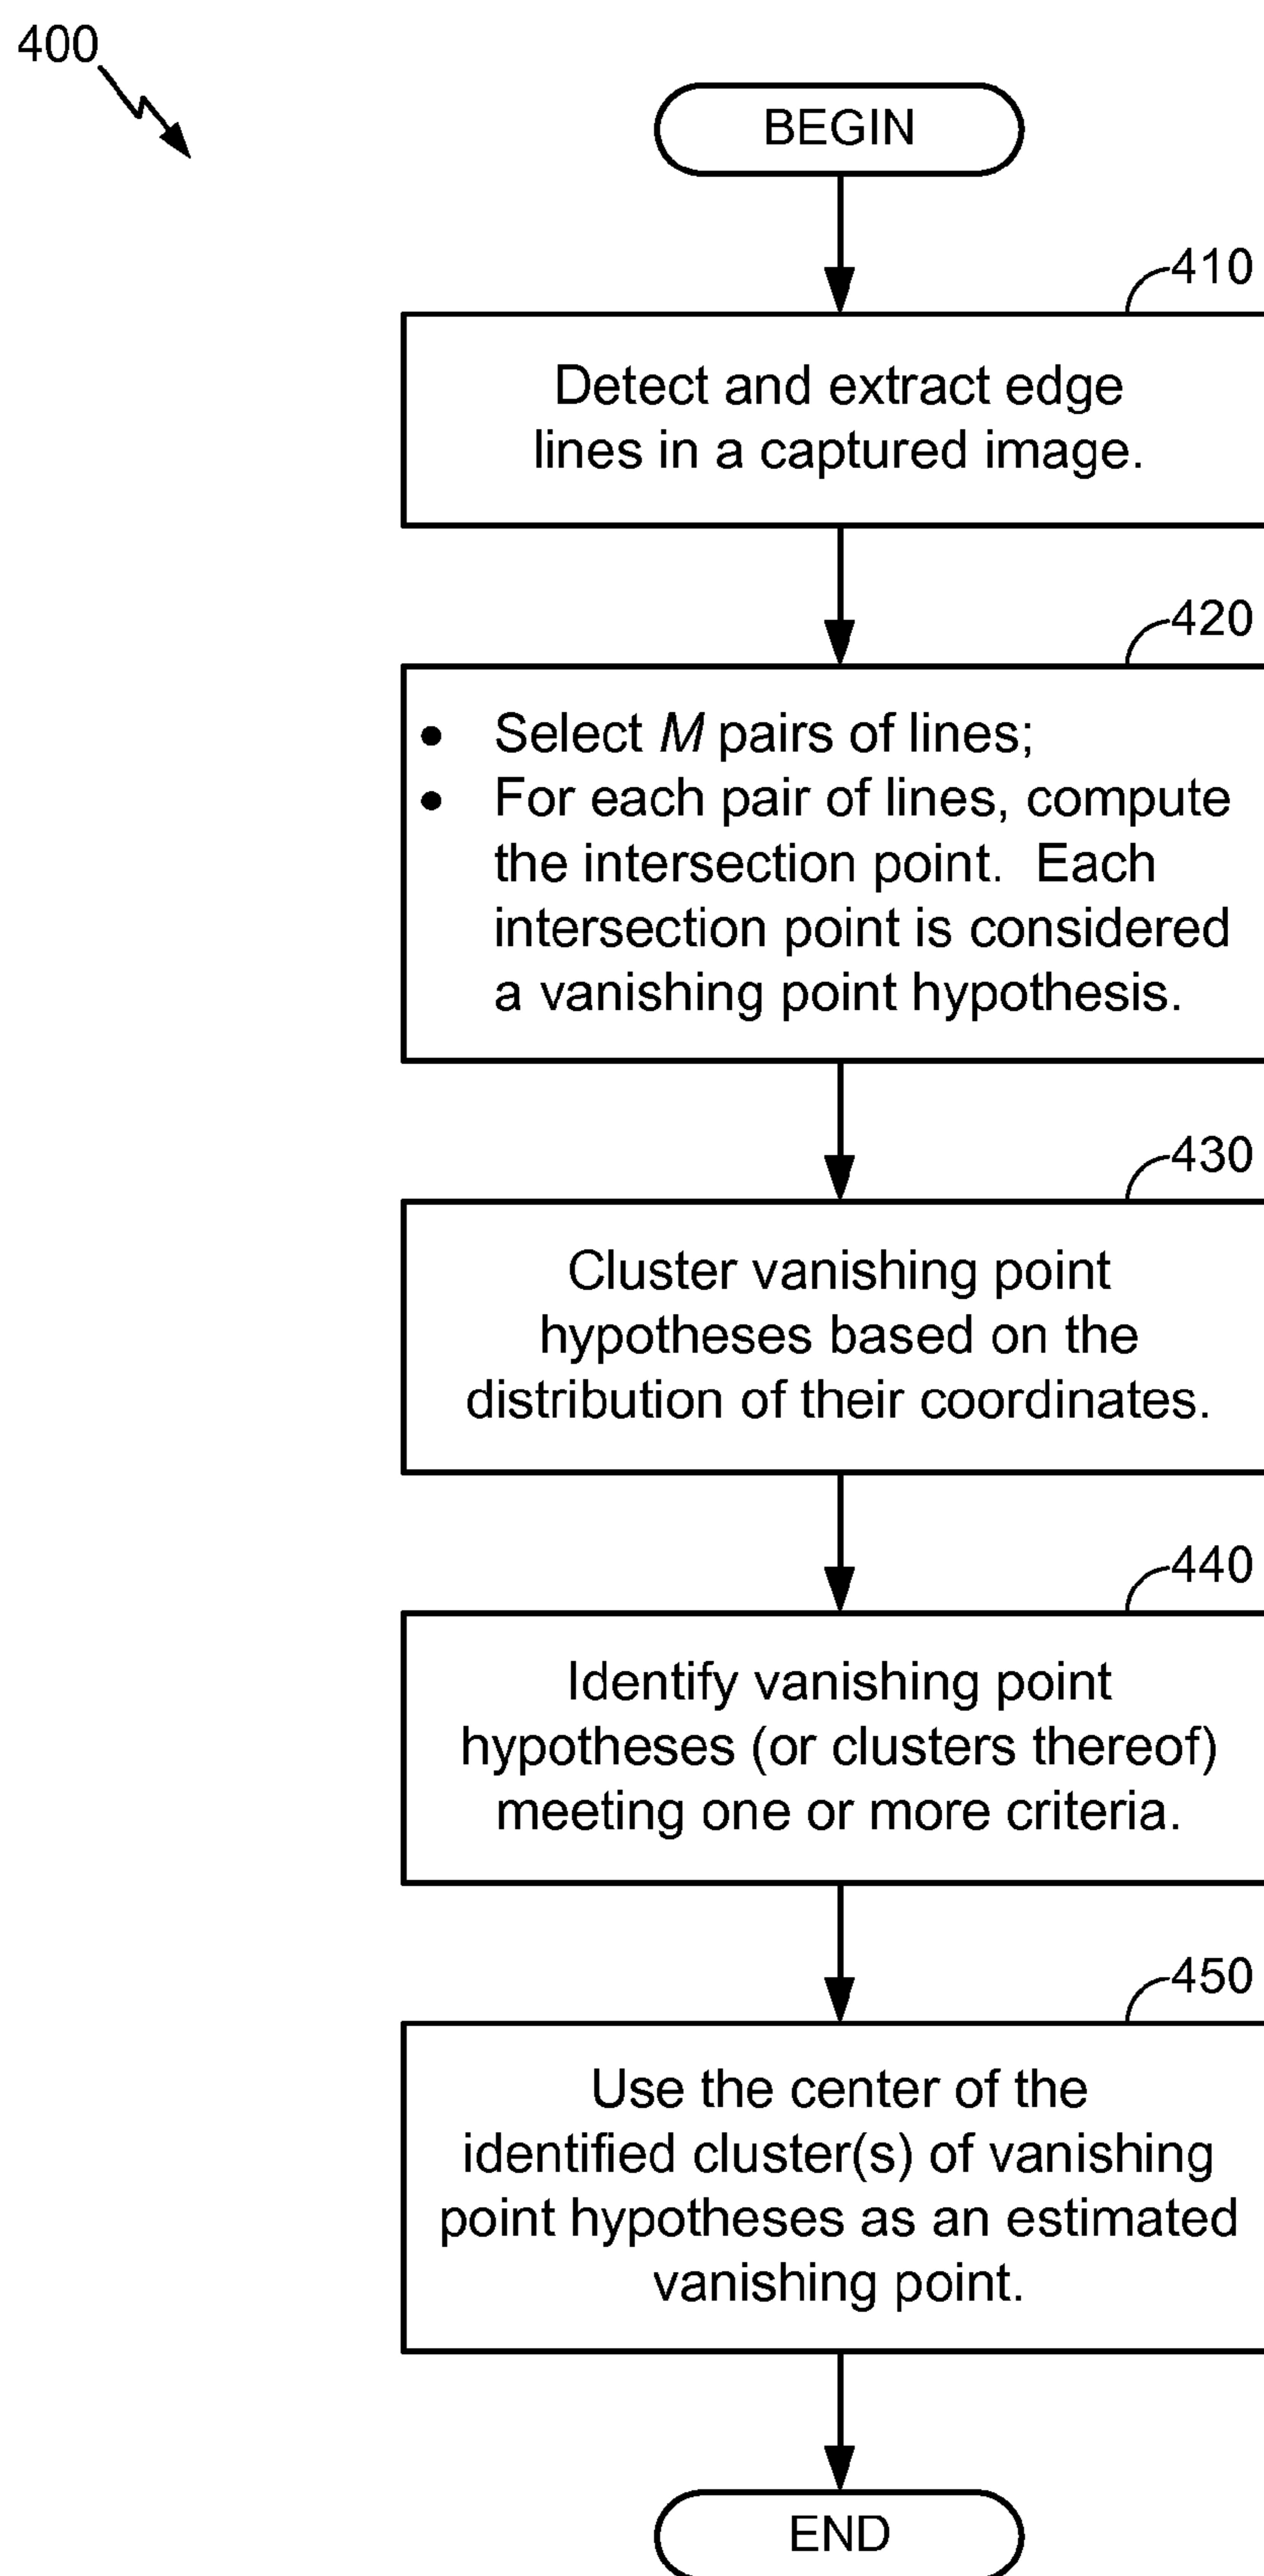 400
BEGIN
410
Detect and extract edge
lines in a captured image.
420
• Select M pairs of lines;
• For each pair of lines, compute
the intersection point. Each
intersection point is considered
a vanishing point hypothesis.
430
Cluster vanishing point
hypotheses based on the
distribution of their coordinates.
440
Identify vanishing point
hypotheses (or clusters thereof)
meeting one or more criteria.
450
Use the center of the
identified cluster(s) of vanishing
point hypotheses as an estimated
vanishing point.
END